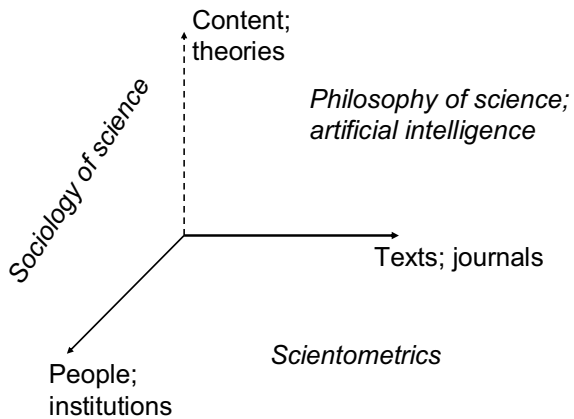 Content;
theories
Sociology of science
Philosophy of science;
artificial intelligence
Texts; journals
Scientometrics
People;
institutions